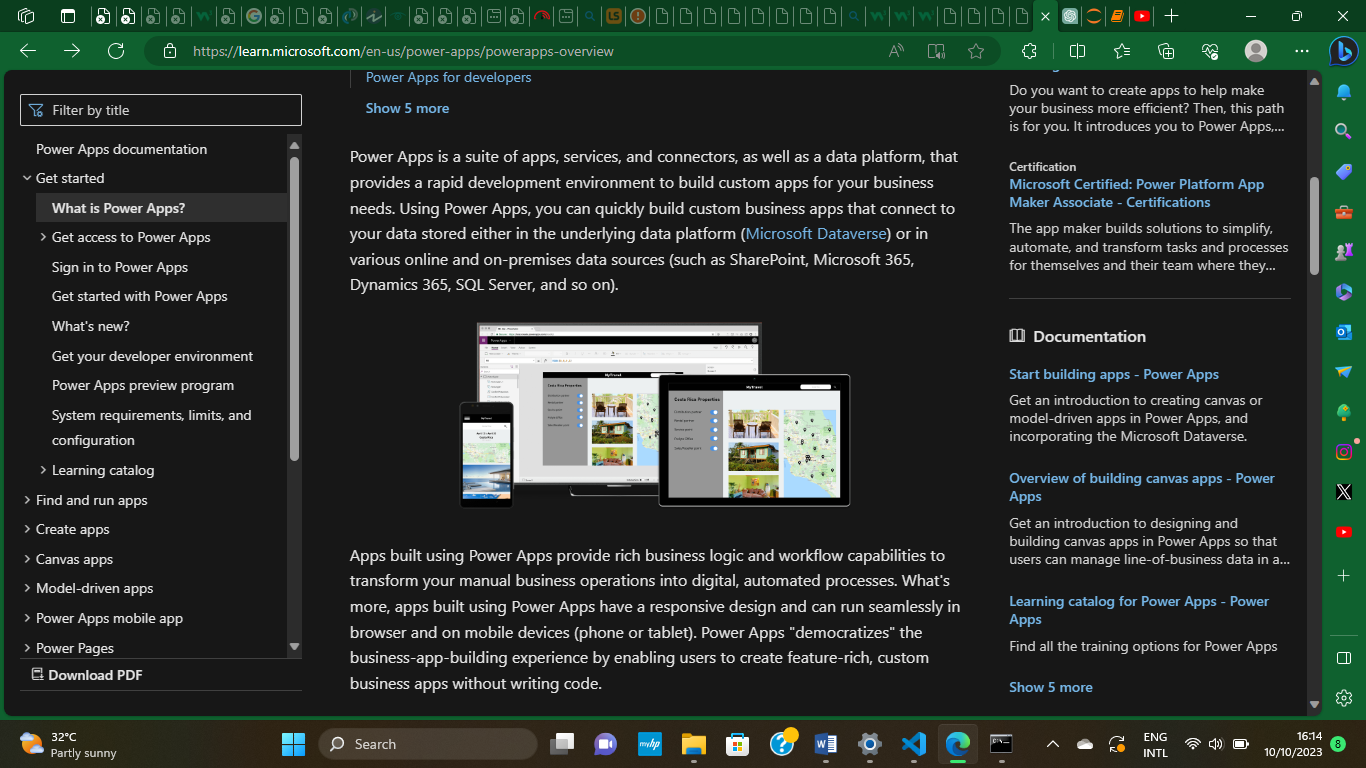 https://learn.microsoft.com/en-us/power-apps/powerapps-overview
Filter by title
Power Apps documentation
Get started
What is Power Apps?
Get access to Power Apps
Sign in to Power Apps
Get started with Power Apps
What's new?
Get your developer environment
Power Apps preview program
System requirements, limits, and
configuration
Learning catalog
Find and run apps
Create apps
Canvas apps
Model-driven apps
Power Apps mobile app
Power Pages
Download PDF
Power Apps for developers
Show 5 more
Power Apps is a suite of apps, services, and connectors, as well as a data platform, that
provides a rapid development environment to build custom apps for your business
needs. Using Power Apps, you can quickly build custom business apps that connect to
your data stored either in the underlying data platform (Microsoft Dataverse) or in
various online and on-premises data sources (such as SharePoint, Microsoft 365,
Dynamics 365, SQL Server, and so on).
MyTravel
Costa Rica Properties
MyTravel
Costa Rica Properties
Apps built using Power Apps provide rich business logic and workflow capabilities to
transform your manual business operations into digital, automated processes. What's
more, apps built using Power Apps have a responsive design and can run seamlessly in
browser and on mobile devices (phone or tablet). Power Apps "democratizes" the
business-app-building experience by enabling users to create feature-rich, custom
business apps without writing code.
Do you want to create apps to help make
your business more efficient? Then, this path
is for you. It introduces you to Power Apps,...
Certification
Microsoft Certified: Power Platform App
Maker Associate - Certifications
The app maker builds solutions to simplify,
automate, and transform tasks and processes
for themselves and their team where they...
Documentation
Start building apps - Power Apps
Get an introduction to creating canvas or
model-driven apps in Power Apps, and
incorporating the Microsoft Dataverse.
Overview of building canvas apps - Power
Apps
Get an introduction to designing and
building canvas apps in Power Apps so that
users can manage line-of-business data in a...
Learning catalog for Power Apps - Power
Apps
Find all the training options for Power Apps
Show 5 more
32°C
Partly sunny
Search
myhp
ENG
INTL
16:14
10/10/2023
8